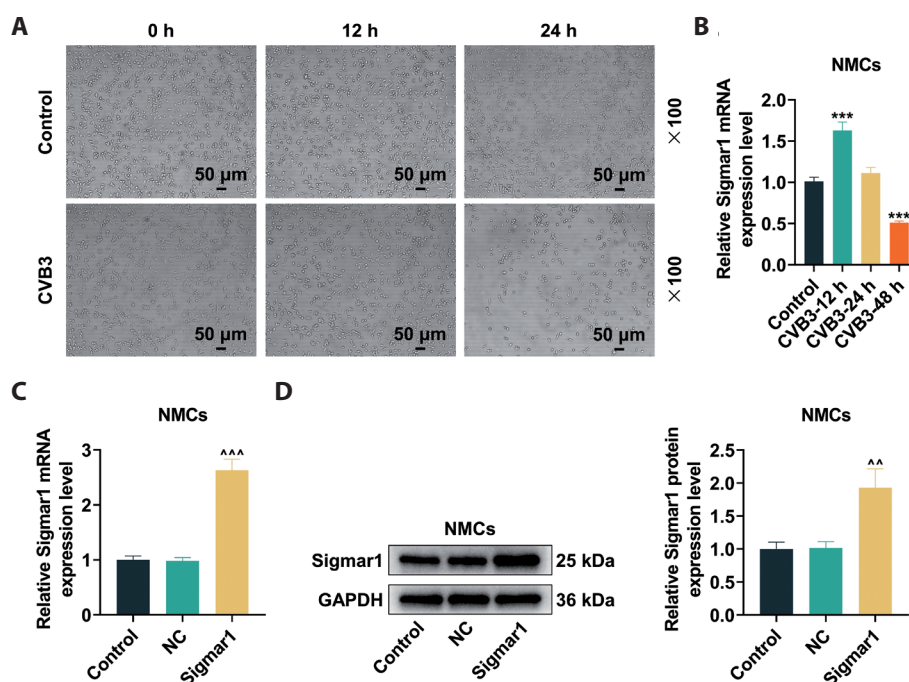 A
0 h
12 h
24 h
Control
50 µm
50 µm
50 µm
×100
CVB3
50 µm
50 µm
50 µm
×100
B
NMCs
Relative Sigmar1 mRNA
expression level
2.0
1.5
1.0
0.5
0.0
***
***
Control
CVB3-12 h
CVB3-24 h
CVB3-48 h
C
NMCs
Relative Sigmar1 mRNA
expression level
3
2
1
0
^^^
Control
NC
Sigmar1
D
NMCs
Sigmar1
25 kDa
GAPDH
36 kDa
Control
NC
Sigmar1
NMCs
Relative Sigmar1 protein
expression level
2.5
2.0
1.5
1.0
0.5
0.0
^^
Control
NC
Sigmar1